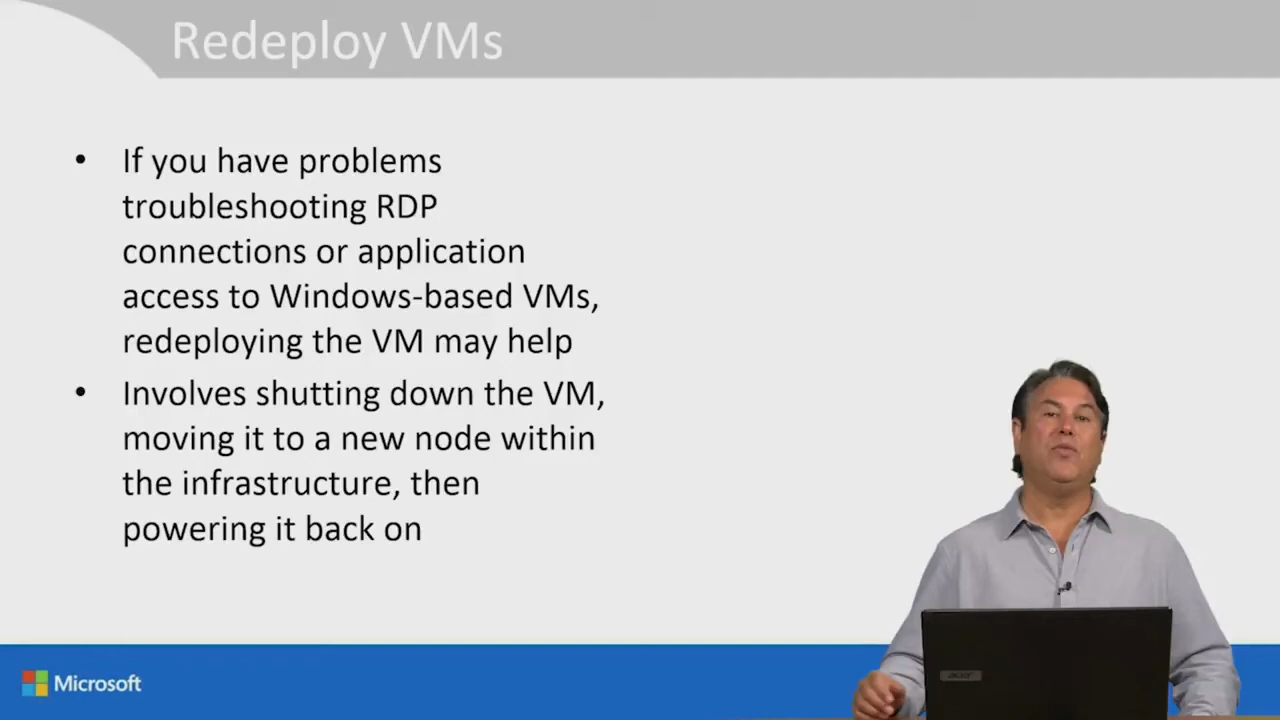 Redeploy VMs
• If you have problems
troubleshooting RDP
connections or application
access to Windows-based VMs,
redeploying the VM may help
• Involves shutting down the VM,
moving it to a new node within
the infrastructure, then
powering it back on
Microsoft
acer